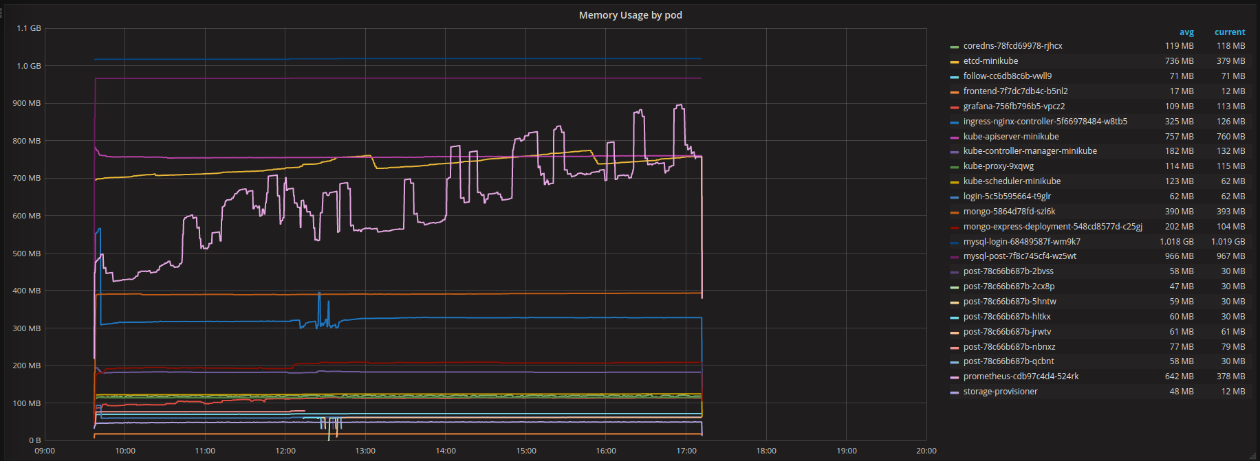 Memory Usage by pod
1.1 GB
1.0 GB
900 MB
800 MB
700 MB
600 MB
500 MB
400 MB
300 MB
200 MB
100 MB
0 B
09:00 10:00 11:00 12:00 13:00 14:00 15:00 16:00 17:00 18:00 19:00 20:00
avg current
coredns-78fcd69978-rjhcx 119 MB 118 MB
etcd-minikube 736 MB 379 MB
follow-cc6db8c6b-vwll9 71 MB 71 MB
frontend-7f7dc7db4c-b5nl2 17 MB 12 MB
grafana-756fb796b5-vpcz2 109 MB 113 MB
ingress-nginx-controller-5f66978484-w8tb5 325 MB 126 MB
kube-apiserver-minikube 757 MB 760 MB
kube-controller-manager-minikube 182 MB 132 MB
kube-proxy-9xqwg 114 MB 115 MB
kube-scheduler-minikube 123 MB 62 MB
login-5c5b595664-t9glr 62 MB 62 MB
mongo-5864d78fd-szl6k 390 MB 393 MB
mongo-express-deployment-548cd8577d-c25gj 202 MB 104 MB
mysql-login-68489587f-wm9k7 1.018 GB 1.019 GB
mysql-post-7f8c745cf4-wz5wt 966 MB 967 MB
post-78c66b687b-2bvss 58 MB 30 MB
post-78c66b687b-2cx8p 47 MB 30 MB
post-78c66b687b-5hntw 59 MB 30 MB
post-78c66b687b-hltkx 60 MB 30 MB
post-78c66b687b-jrwtv 61 MB 61 MB
post-78c66b687b-nbnxz 77 MB 79 MB
post-78c66b687b-qcbnt 58 MB 30 MB
prometheus-cdb97c4d4-524rk 642 MB 378 MB
storage-provisioner 48 MB 12 MB